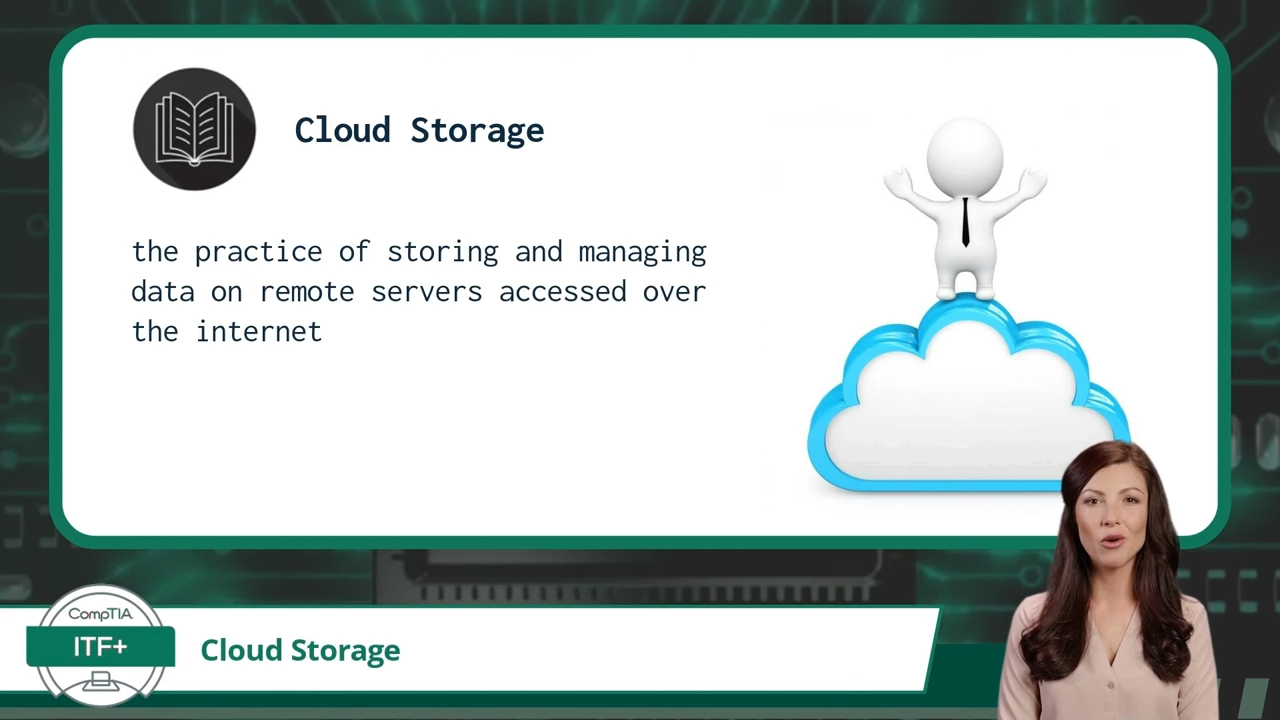 Cloud Storage
the practice of storing and managing
data on remote servers accessed over
the internet
CompTIA
ITF+
Cloud Storage